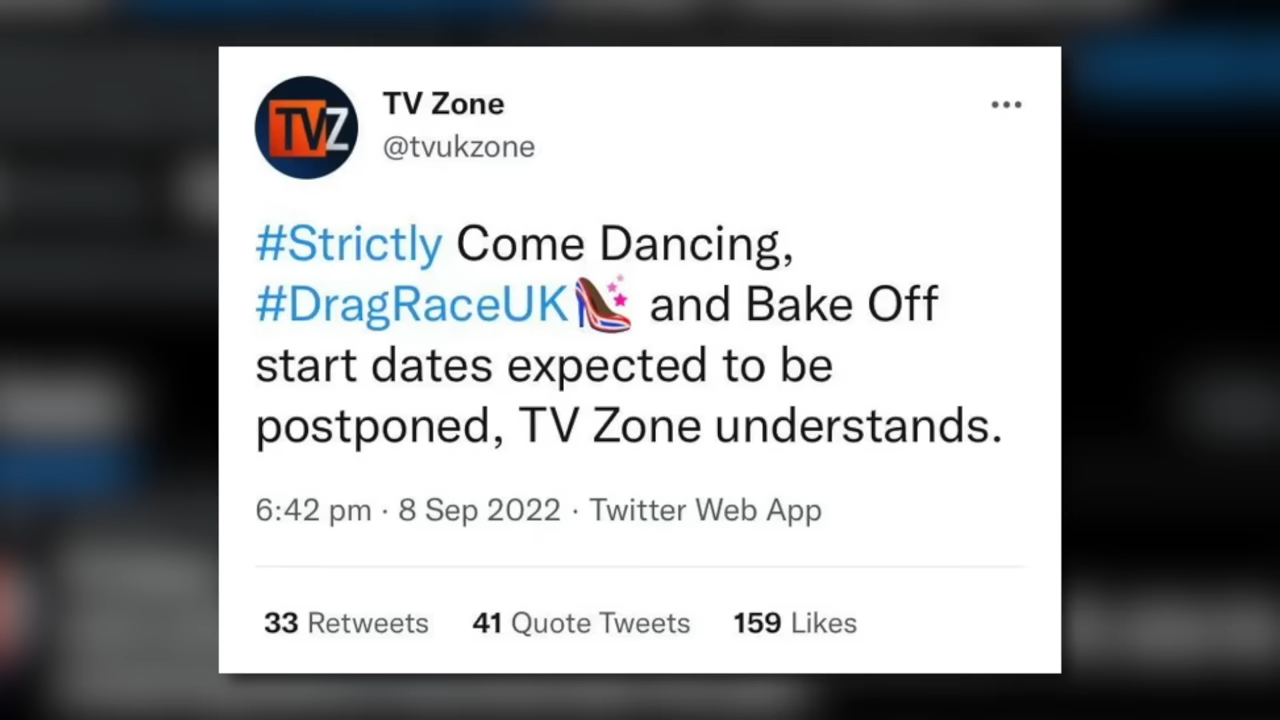 TVZ
TV Zone
@tvukzone
#Strictly Come Dancing,
#DragRaceUK👠 and Bake Off
start dates expected to be
postponed, TV Zone understands.
6:42 pm · 8 Sep 2022 · Twitter Web App
33 Retweets 41 Quote Tweets 159 Likes